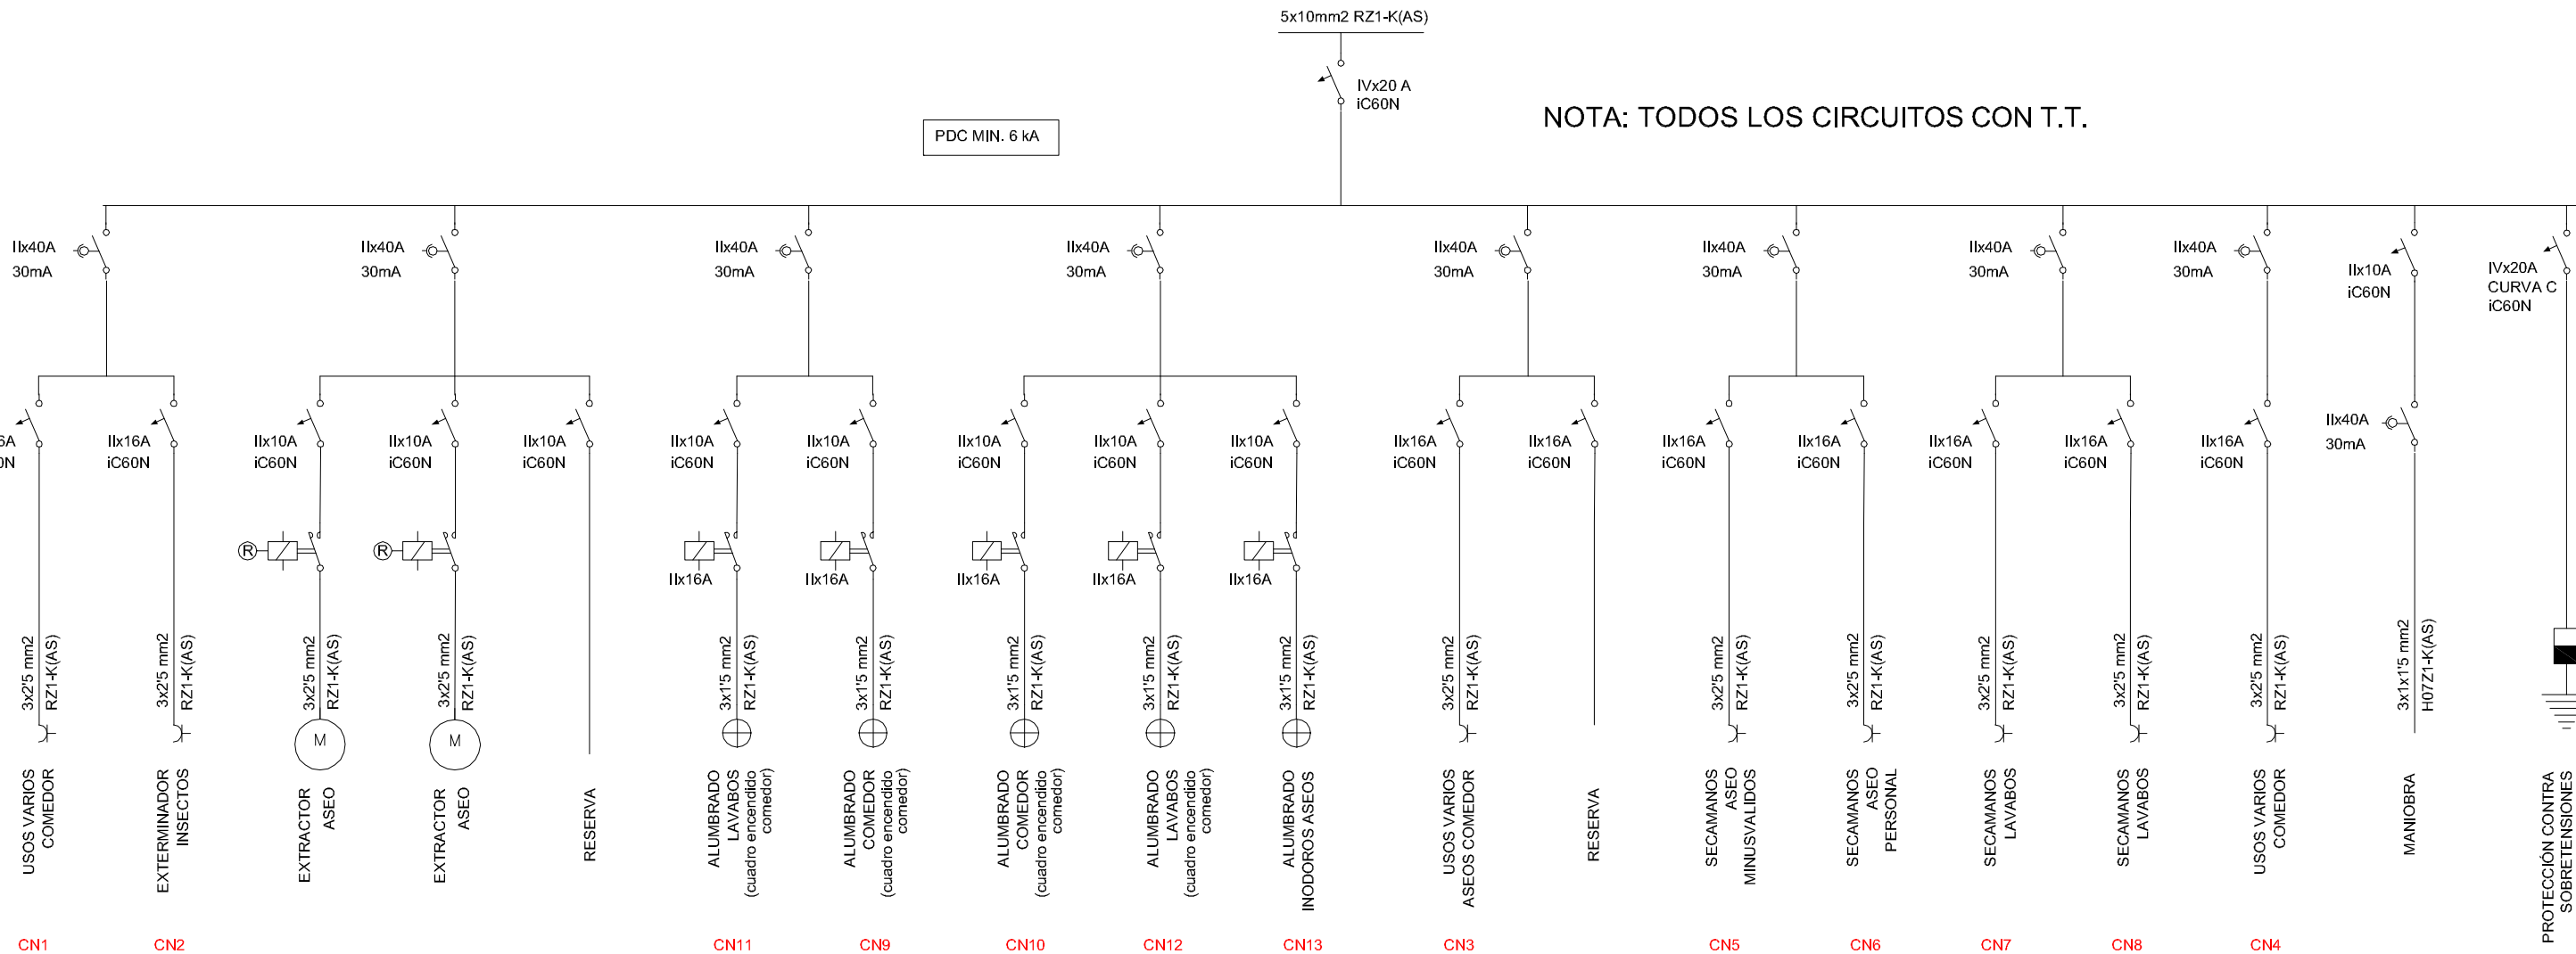 5x10mm2 RZ1-K(AS)
IVx20 A
iC60N
PDC MIN. 6 kA
NOTA: TODOS LOS CIRCUITOS CON T.T.
IIx40A
30mA
IIx40A
30mA
IIx40A
30mA
IIx40A
30mA
IIx40A
30mA
IIx40A
30mA
IIx40A
30mA
IIx40A
30mA
IIx10A
iC60N
IVx20A
CURVA C
iC60N
6A
0N
IIx16A
iC60N
IIx10A
iC60N
IIx10A
iC60N
IIx10A
iC60N
IIx10A
iC60N
IIx10A
iC60N
IIx10A
iC60N
IIx10A
iC60N
IIx10A
iC60N
IIx16A
iC60N
IIx16A
iC60N
IIx16A
iC60N
IIx16A
iC60N
IIx16A
iC60N
IIx16A
iC60N
IIx16A
iC60N
IIx40A
30mA
R
R
IIx16A
IIx16A
IIx16A
IIx16A
IIx16A
3x2'5 mm2
RZ1-K(AS)
3x2'5 mm2
RZ1-K(AS)
3x2'5 mm2
RZ1-K(AS)
3x2'5 mm2
RZ1-K(AS)
3x1'5 mm2
RZ1-K(AS)
3x1'5 mm2
RZ1-K(AS)
3x1'5 mm2
RZ1-K(AS)
3x1'5 mm2
RZ1-K(AS)
3x1'5 mm2
RZ1-K(AS)
3x2'5 mm2
RZ1-K(AS)
3x2'5 mm2
RZ1-K(AS)
3x2'5 mm2
RZ1-K(AS)
3x2'5 mm2
RZ1-K(AS)
3x2'5 mm2
RZ1-K(AS)
3x2'5 mm2
RZ1-K(AS)
3x1x1'5 mm2
H07Z1-K(AS)
M
M
USOS VARIOS
COMEDOR
EXTERMINADOR
INSECTOS
EXTRACTOR
ASEO
EXTRACTOR
ASEO
RESERVA
ALUMBRADO
LAVABOS
(cuadro encendido
comedor)
ALUMBRADO
COMEDOR
(cuadro encendido
comedor)
ALUMBRADO
COMEDOR
(cuadro encendido
comedor)
ALUMBRADO
LAVABOS
(cuadro encendido
comedor)
ALUMBRADO
INODOROS ASEOS
USOS VARIOS
ASEOS COMEDOR
RESERVA
SECAMANOS
ASEO
MINUSVALIDOS
SECAMANOS
ASEO
PERSONAL
SECAMANOS
LAVABOS
SECAMANOS
LAVABOS
USOS VARIOS
COMEDOR
MANIOBRA
PROTECCIÓN CONTRA
SOBRETENSIONES
CN1
CN2
CN11
CN9
CN10
CN12
CN13
CN3
CN5
CN6
CN7
CN8
CN4